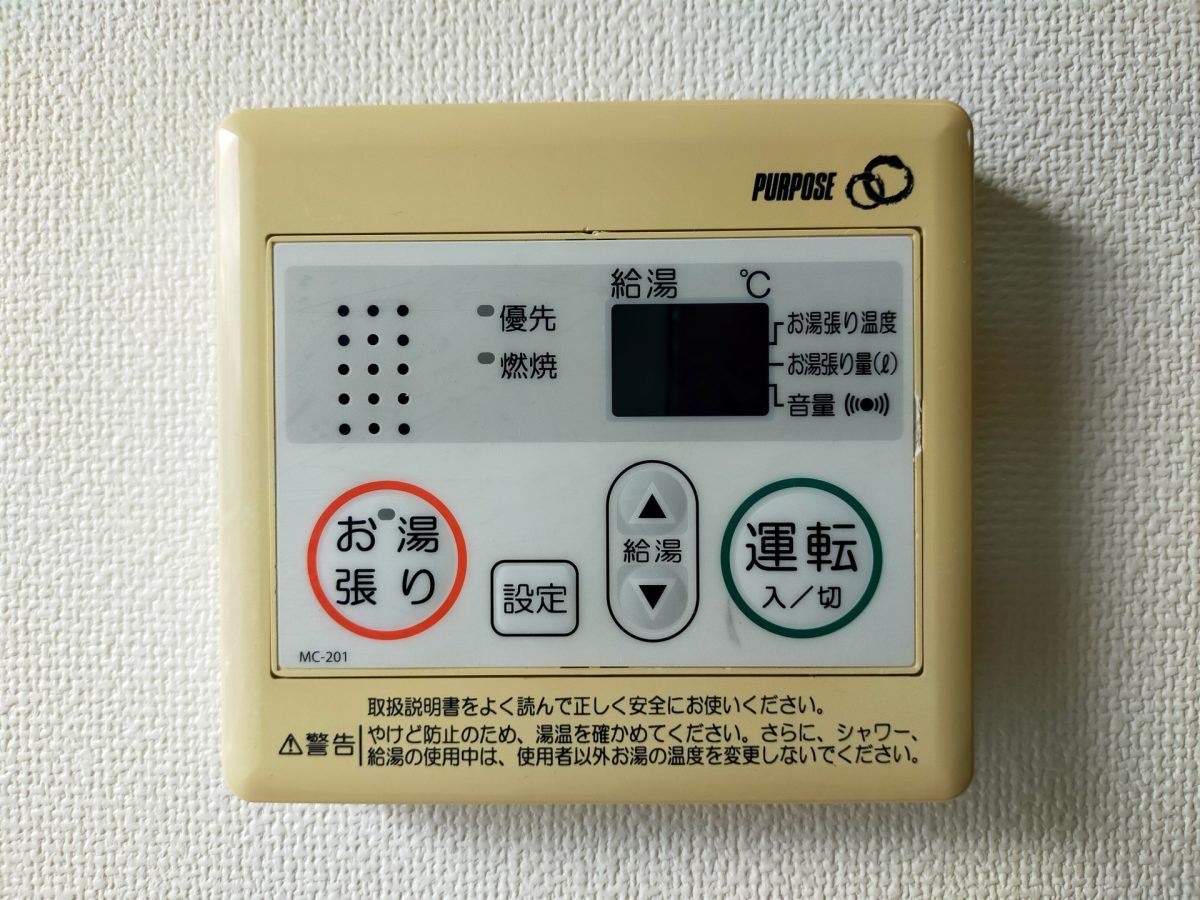 PURPOSE
給湯 ℃
優先
燃焼
お湯張り温度
お湯張り量(ℓ)
音量
お湯
張り
設定
▲
給湯
▼
運転
入／切
MC-201
取扱説明書をよく読んで正しく安全にお使いください。
⚠警告 やけど防止のため、湯温を確かめてください。さらに、シャワー、
給湯の使用中は、使用者以外お湯の温度を変更しないでください。